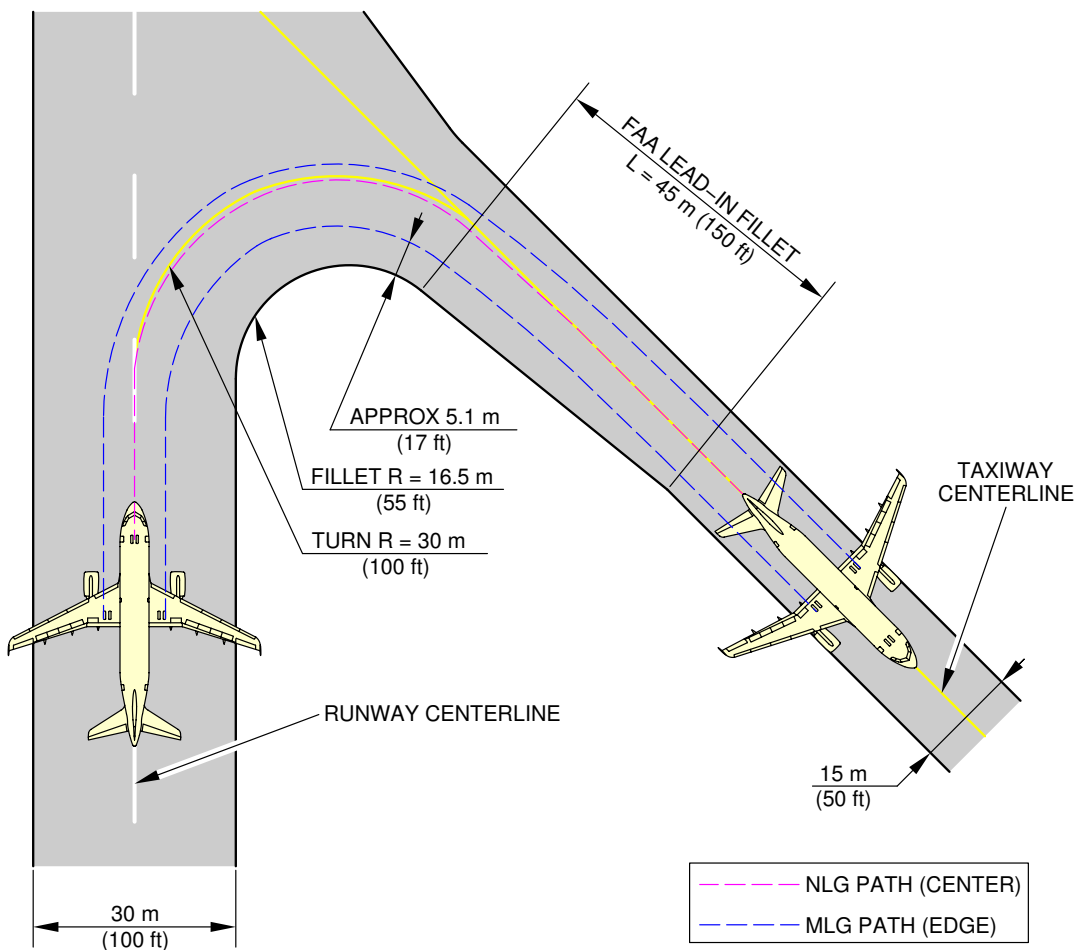 FAA LEAD–IN FILLET
L = 45 m (150 ft)
APPROX 5.1 m
(17 ft)
FILLET R = 16.5 m
(55 ft)
TURN R = 30 m
(100 ft)
TAXIWAY
CENTERLINE
RUNWAY CENTERLINE
15 m
(50 ft)
30 m
(100 ft)
NLG PATH (CENTER)
MLG PATH (EDGE)